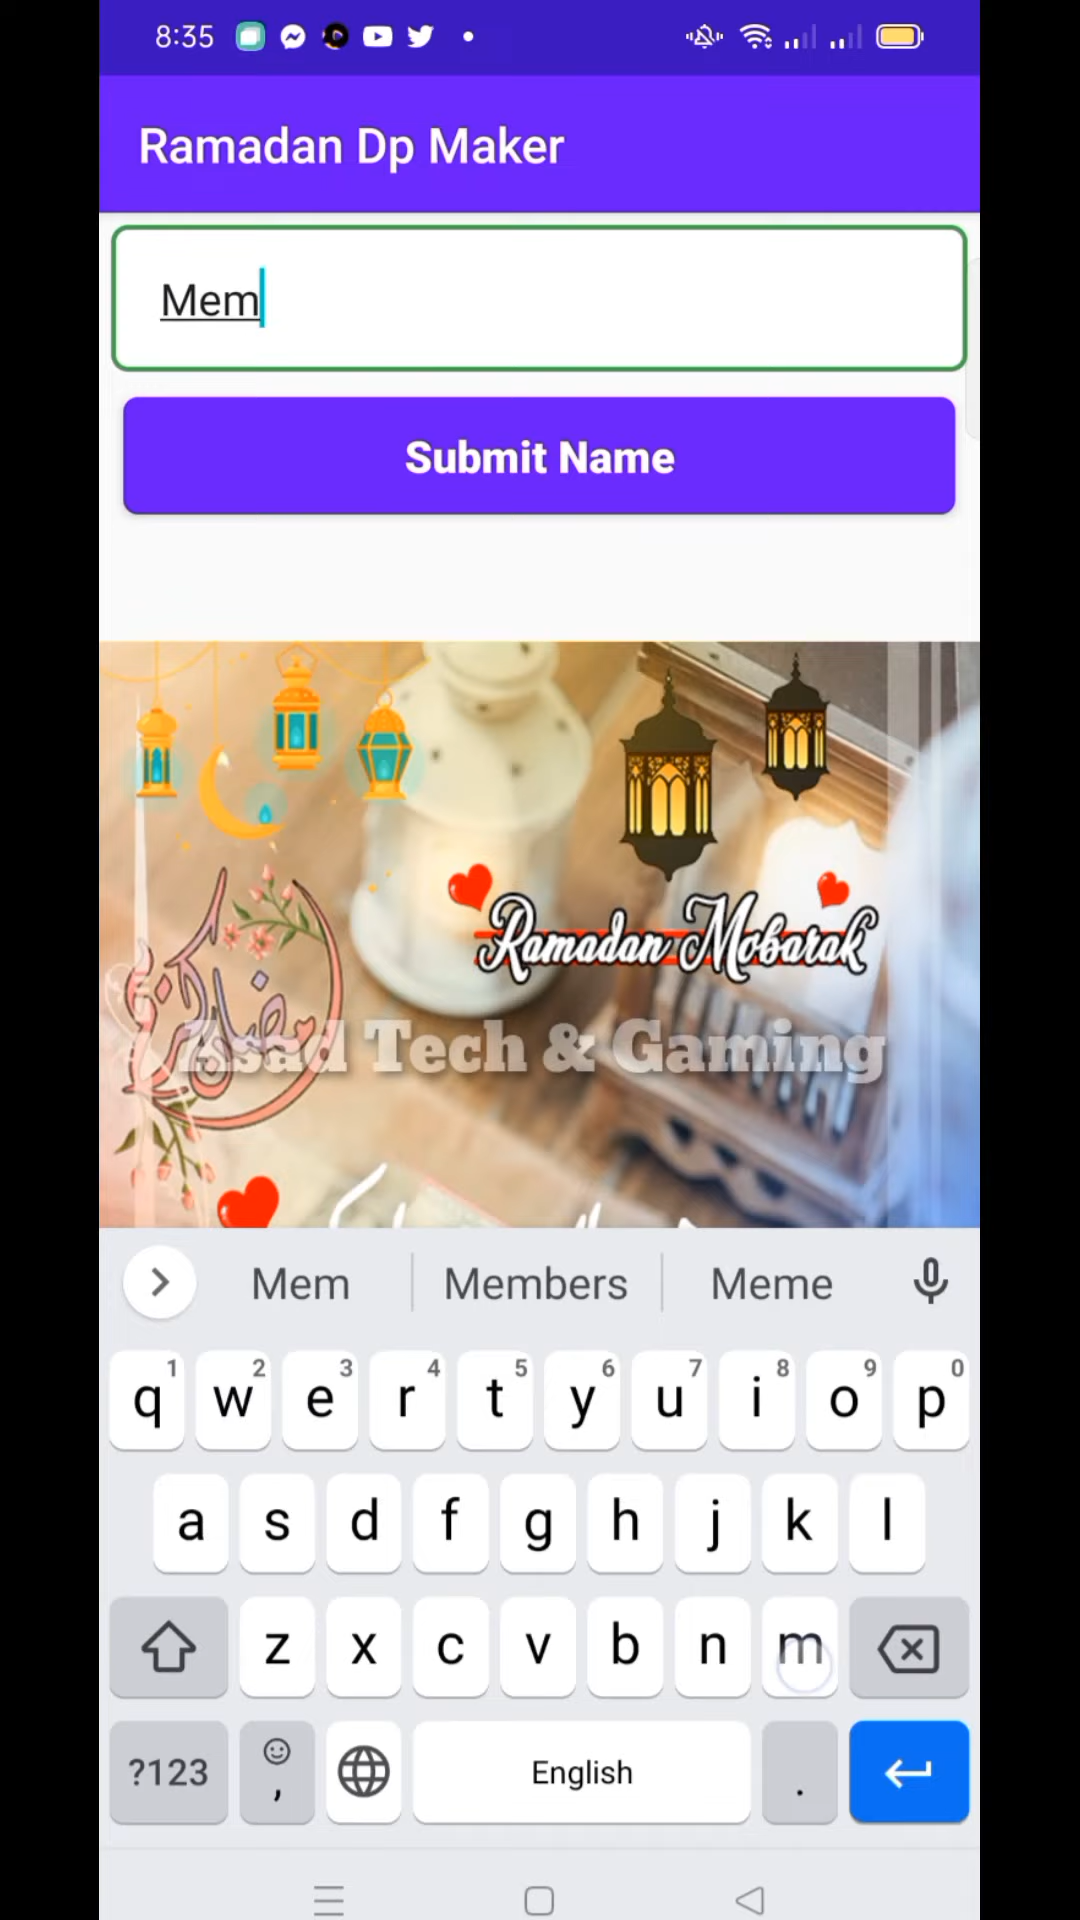 8:35
Ramadan Dp Maker
Mem
Submit Name
Ramadan Mobarak
Asad Tech & Gaming
Mem Members Meme
1 2 3 4 5 6 7 8 9 0
q w e r t y u i o p
a s d f g h j k l
z x c v b n m
?123 , English .